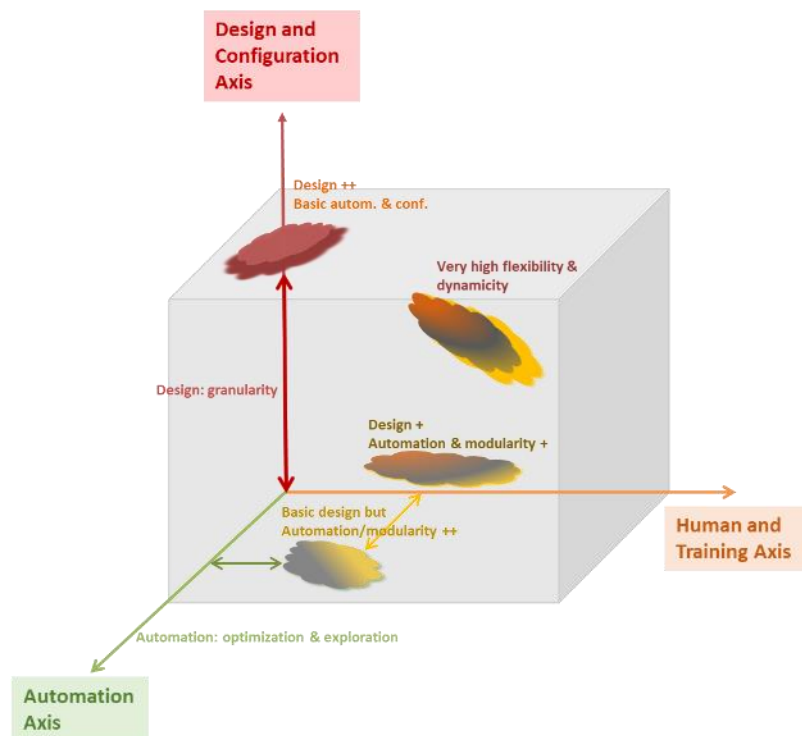 Design and
Configuration
Axis
Design ++
Basic autom. & conf.
Very high flexibility &
dynamicity
Design: granularity
Design +
Automation & modularity +
Basic design but
Automation/modularity ++
Human and
Training Axis
Automation: optimization & exploration
Automation
Axis